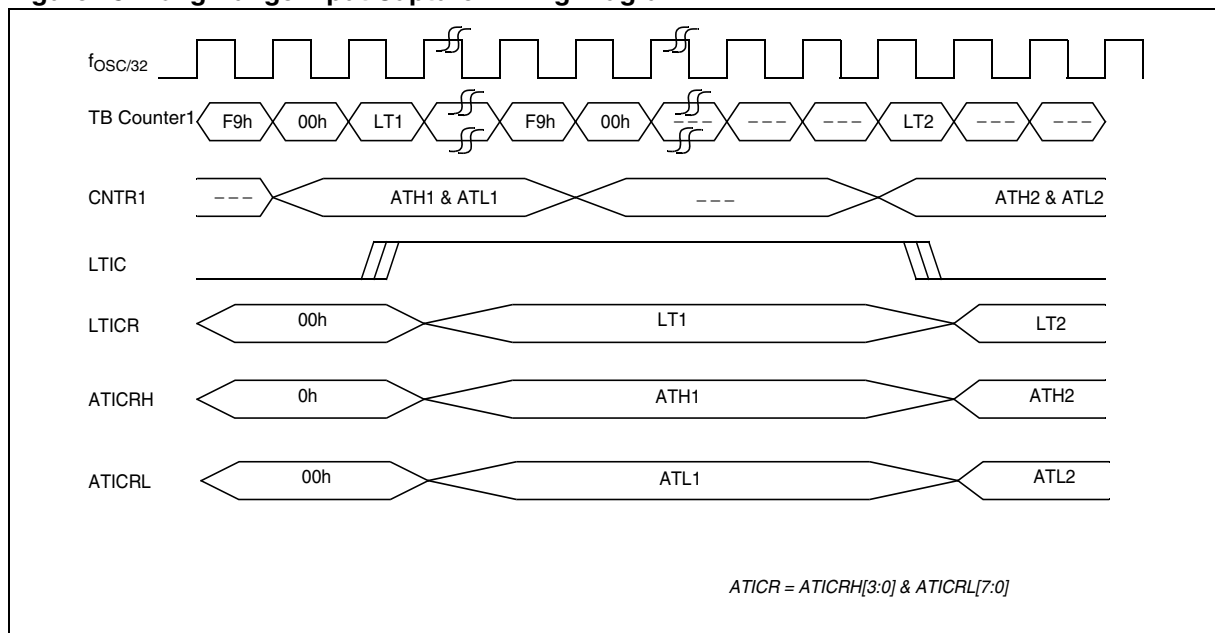 fOSC/32
TB Counter1 F9h 00h LT1 F9h 00h --- --- --- LT2 --- ---
CNTR1 --- ATH1 & ATL1 --- ATH2 & ATL2
LTIC
LTICR 00h LT1 LT2
ATICRH 0h ATH1 ATH2
ATICRL 00h ATL1 ATL2
ATICR = ATICRH[3:0] & ATICRL[7:0]